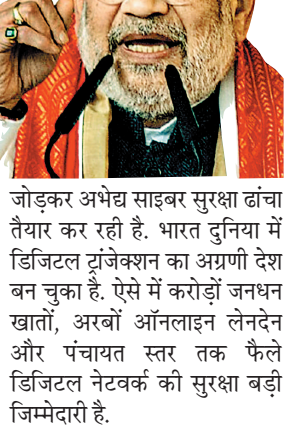 जोड़कर अभेद्य साइबर सुरक्षा ढांचा
तैयार कर रही है. भारत दुनिया में
डिजिटल ट्रांजेक्शन का अग्रणी देश
बन चुका है. ऐसे में करोड़ों जनधन
खातों, अरबों ऑनलाइन लेनदेन
और पंचायत स्तर तक फैले
डिजिटल नेटवर्क की सुरक्षा बड़ी
जिम्मेदारी है.